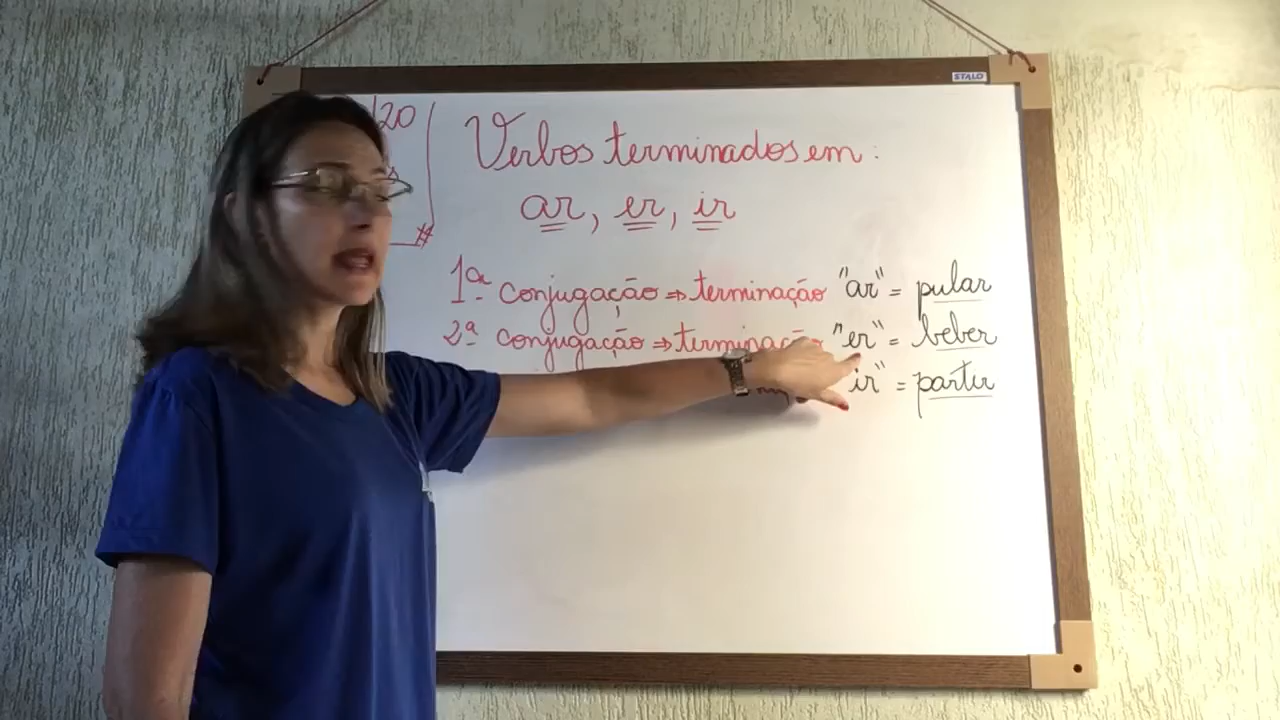 STALO
120
Verbos terminados em:
ar, er, ir
1ª conjugação ⇒ terminação "ar" = pular
2ª conjugação ⇒ terminação "er" = beber
ir" = partir